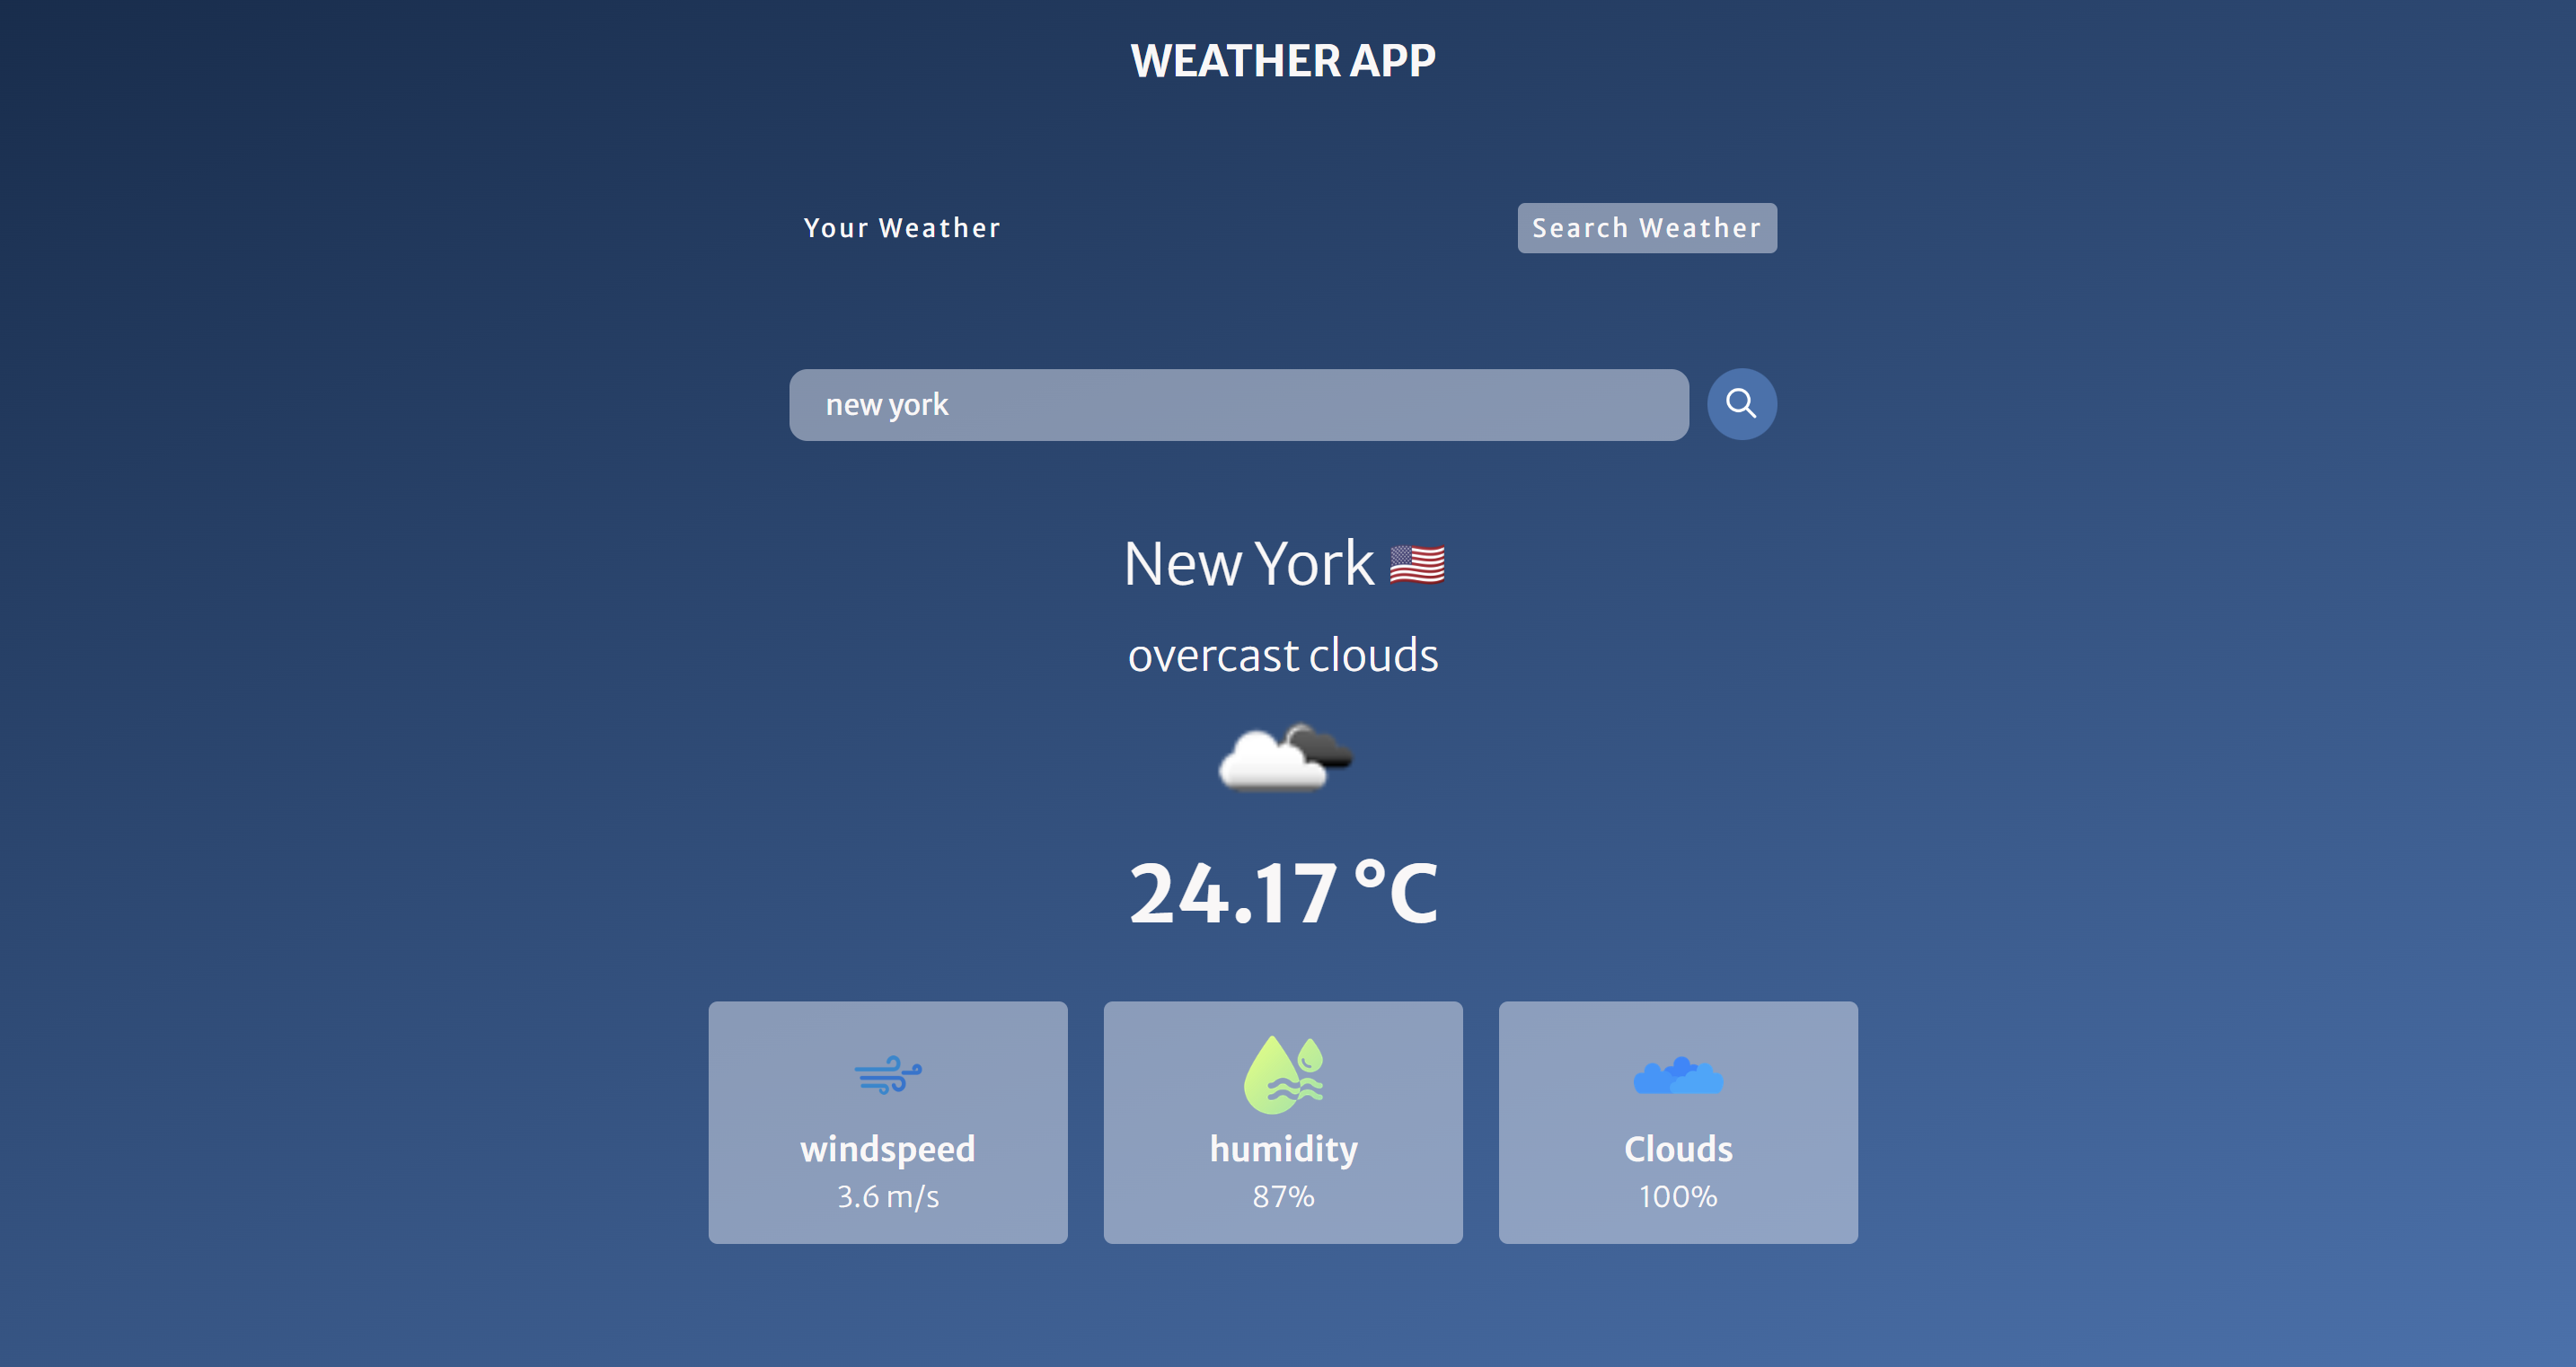 WEATHER APP
Your Weather
Search Weather
new york
New York
overcast clouds
24.17 °C
windspeed
3.6 m/s
humidity
87%
Clouds
100%